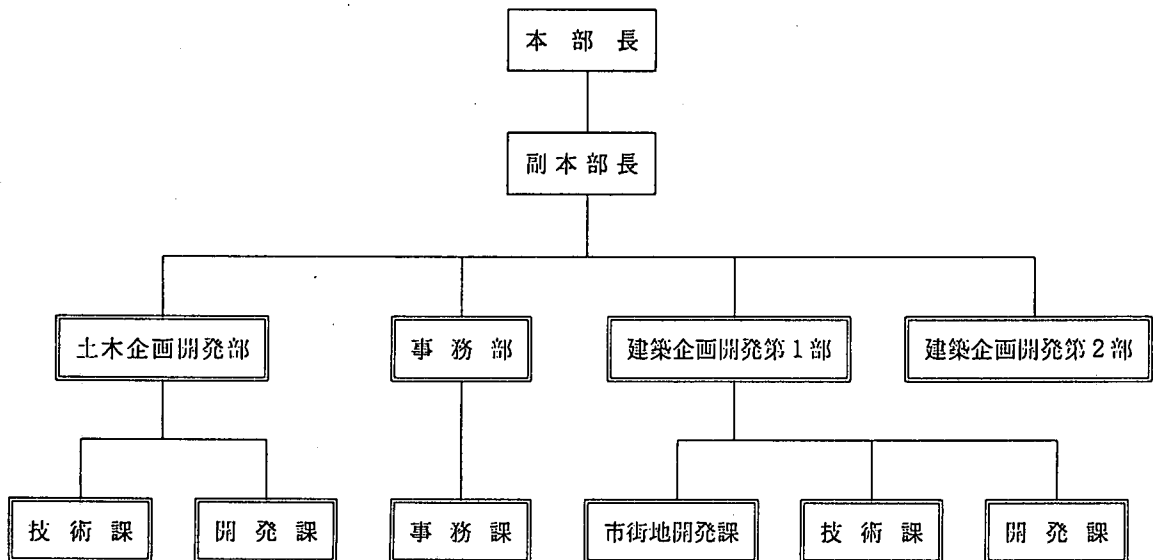 本部長
副本部長
土木企画開発部
事務部
建築企画開発第1部
建築企画開発第2部
技術課
開発課
事務課
市街地開発課
技術課
開発課